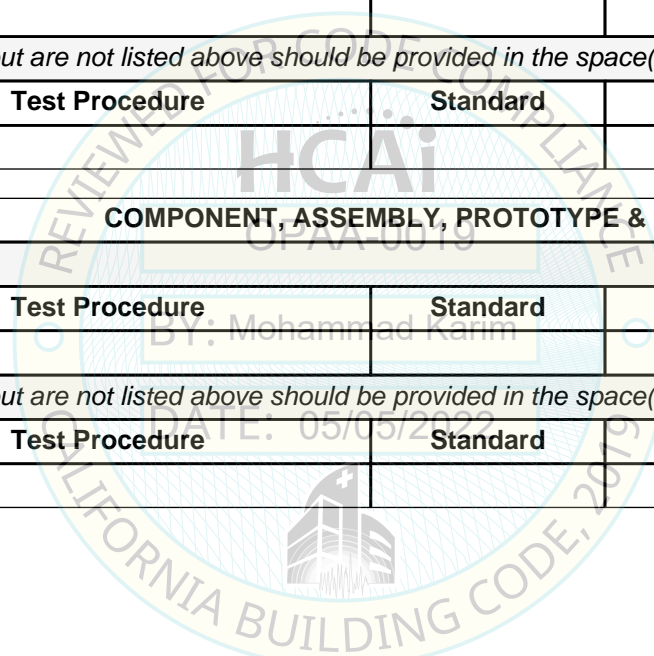 ut are not listed above should be provided in the space(
Test Procedure Standard
COMPONENT, ASSEMBLY, PROTOTYPE &
Test Procedure Standard
ut are not listed above should be provided in the space(
Test Procedure Standard
REVIEWED FOR CODE COMPLIANCE
HCAi
OPAA-0019
BY: Mohammad Karim
DATE: 05/05/2022
CALIFORNIA BUILDING CODE, 2019